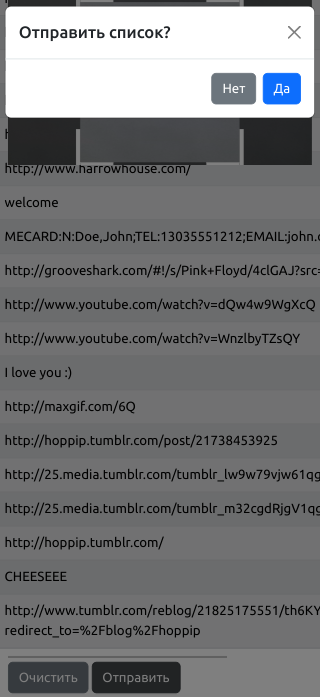 Отправить список?
Нет Да
http://www.harrowhouse.com/
welcome
MECARD:N:Doe,John;TEL:13035551212;EMAIL:john.
http://grooveshark.com/#!/s/Pink+Floyd/4clGAJ?src=
http://www.youtube.com/watch?v=dQw4w9WgXcQ
http://www.youtube.com/watch?v=WnzlbyTZsQY
I love you :)
http://maxgif.com/6Q
http://hoppip.tumblr.com/post/21738453925
http://25.media.tumblr.com/tumblr_lw9w79vjw61qg
http://25.media.tumblr.com/tumblr_m32cgdRjgV1qg
http://hoppip.tumblr.com/
CHEESEEE
http://www.tumblr.com/reblog/21825175551/th6KY
redirect_to=%2Fblog%2Fhoppip
Очистить Отправить